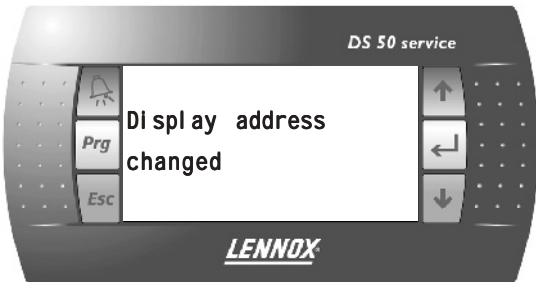 DS 50 service
Display address
Prg
changed
Esc
LENNOX